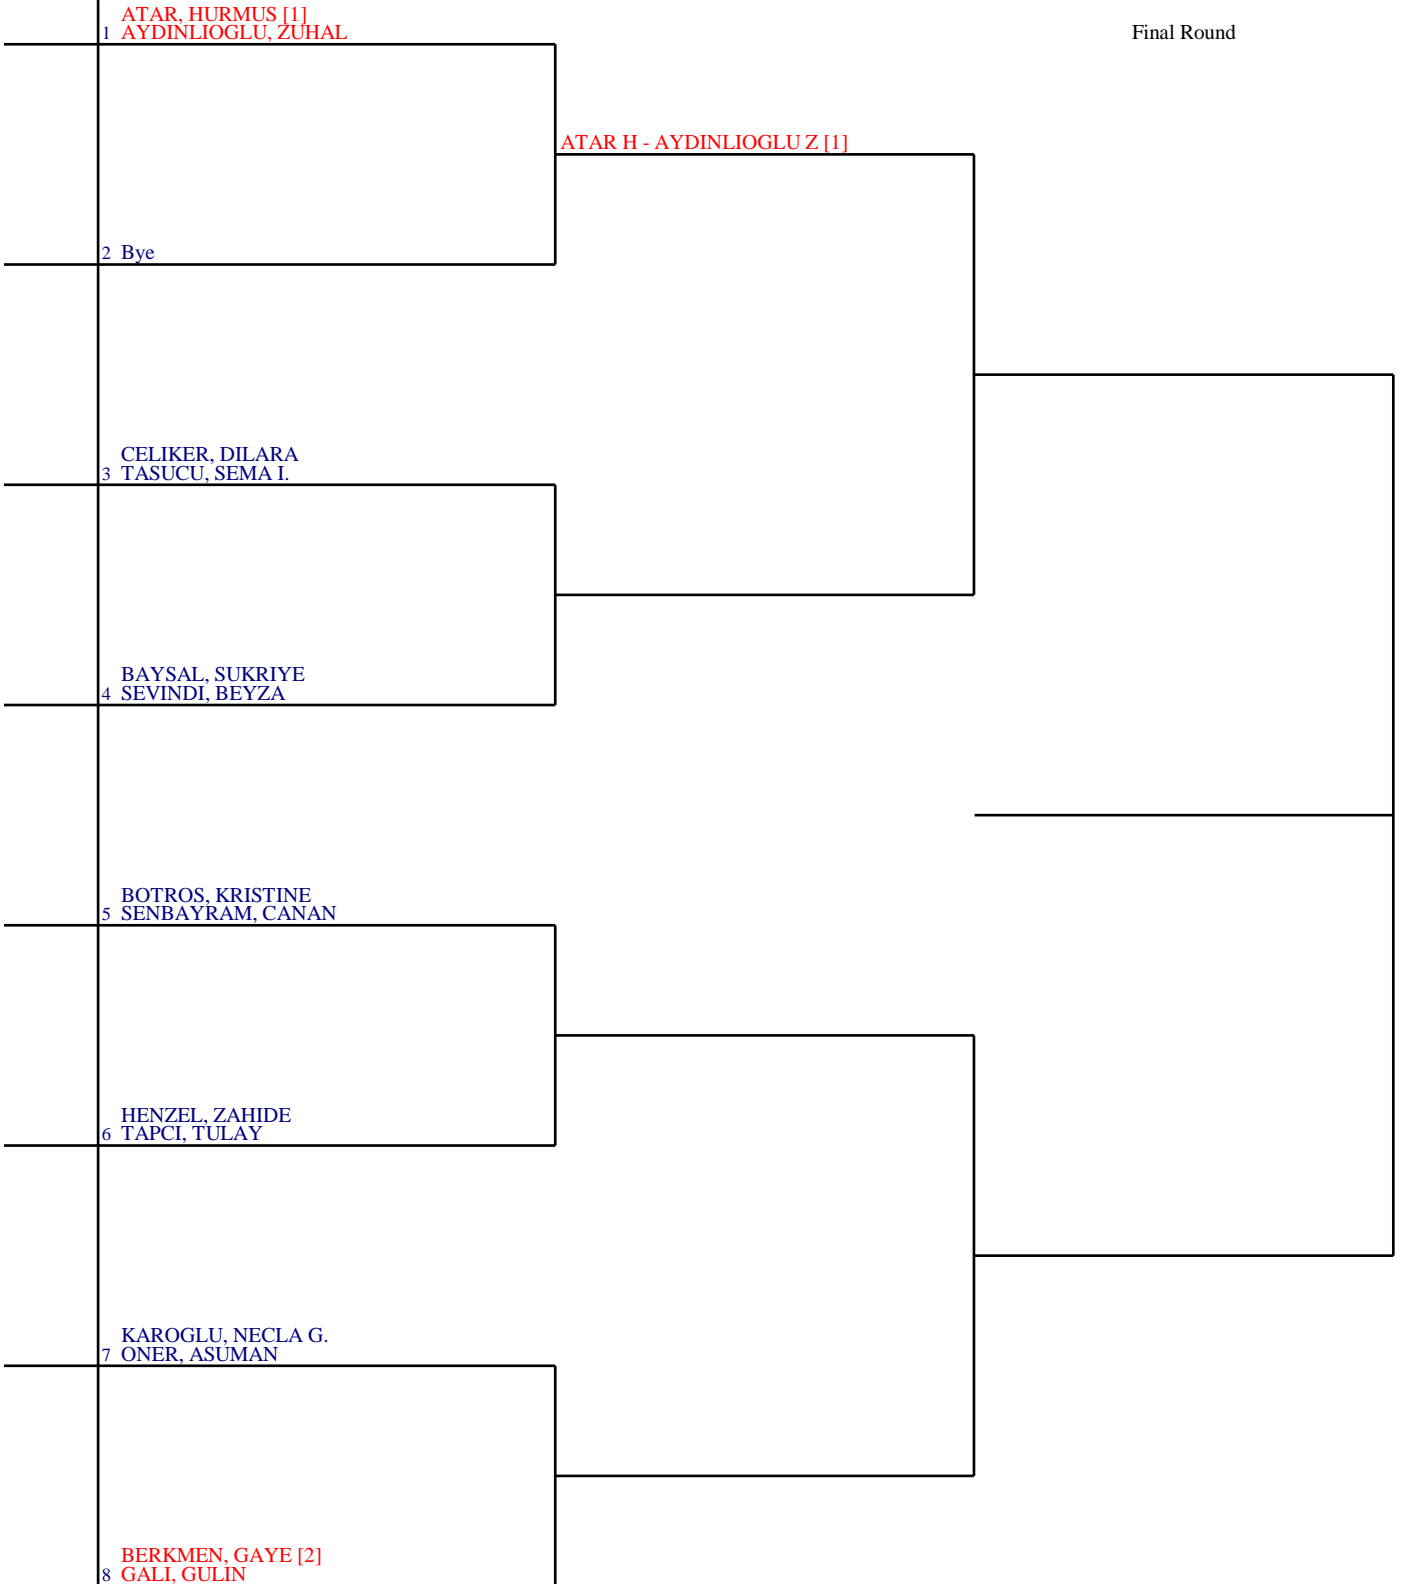 ATAR, HURMUS [1]
1 AYDINLIOGLU, ZUHAL
Final Round
ATAR H - AYDINLIOGLU Z [1]
2 Bye
CELIKER, DILARA
3 TASUCU, SEMA I.
BAYSAL, SUKRIYE
4 SEVINDI, BEYZA
BOTROS, KRISTINE
5 SENBAYRAM, CANAN
HENZEL, ZAHIDE
6 TAPCI, TULAY
KAROGLU, NECLA G.
7 ONER, ASUMAN
BERKMEN, GAYE [2]
8 GALI, GULIN